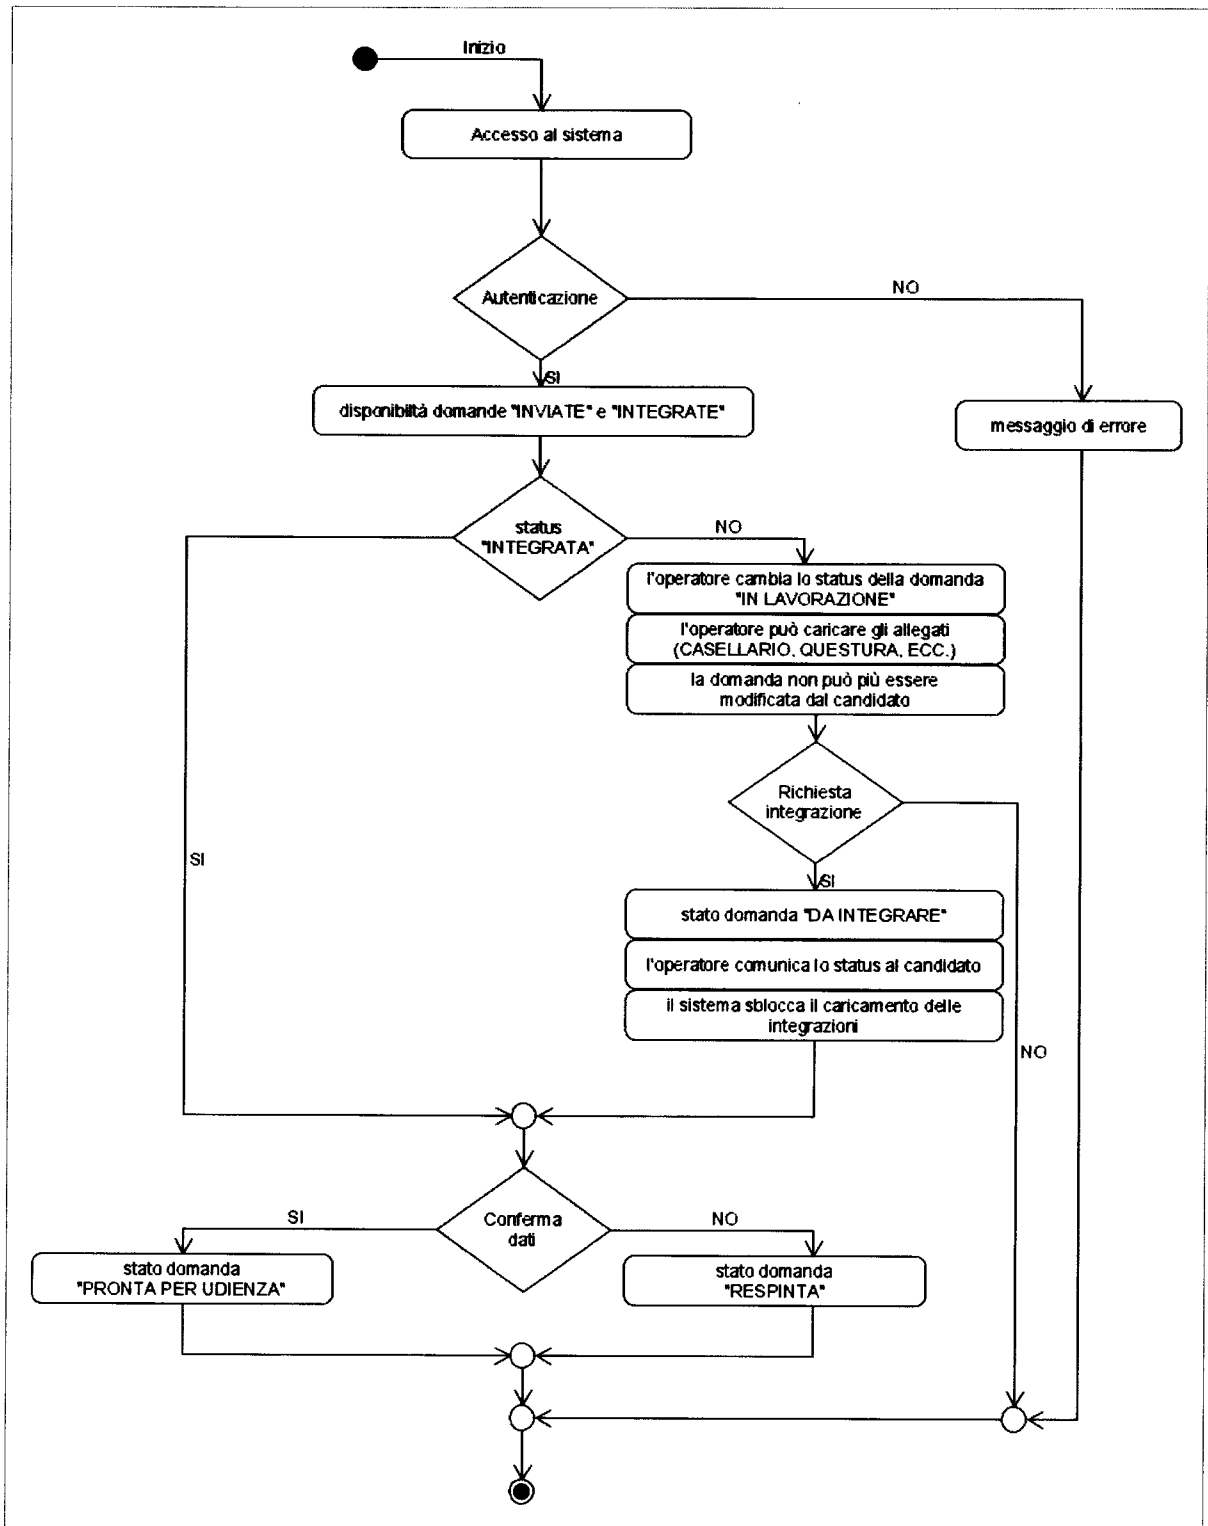 Inizio
Accesso al sistema
Autenticazione
NO
SI
disponibiltà domande "INVIATE" e "INTEGRATE"
messaggio di errore
status
"INTEGRATA"
NO
l'operatore cambia lo status della domanda
"IN LAVORAZIONE"
l'operatore può caricare gli allegati
(CASELLARIO, QUESTURA, ECC.)
la domanda non può più essere
modificata dal candidato
Richiesta
integrazione
SI
SI
stato domanda "DA INTEGRARE"
l'operatore comunica lo status al candidato
il sistema sblocca il caricamento delle
integrazioni
NO
Conferma
dati
SI
NO
stato domanda
"PRONTA PER UDIENZA"
stato domanda
"RESPINTA"